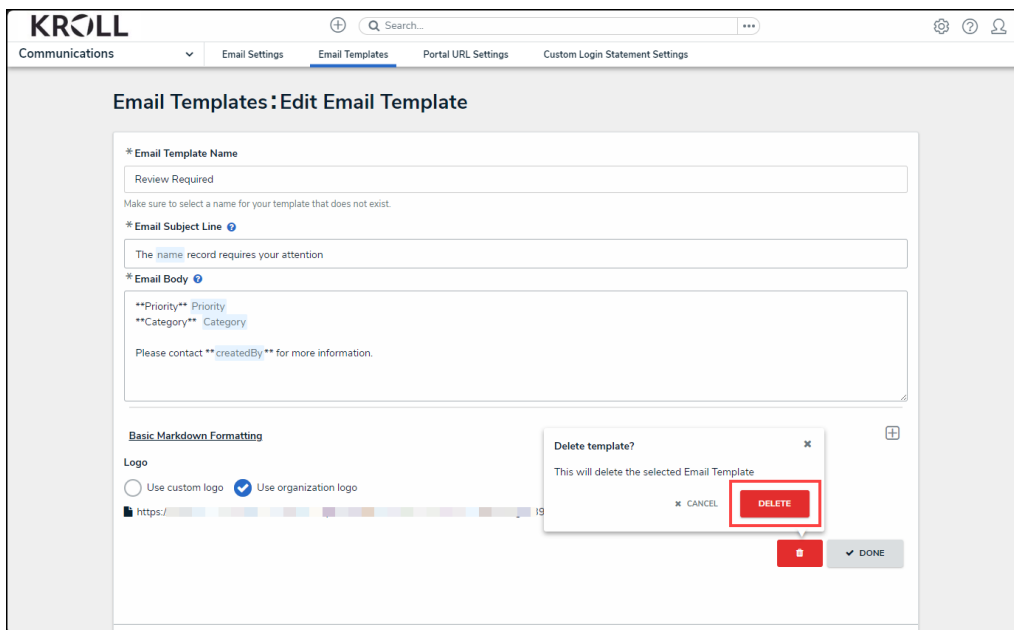 KROLL
Search...
Communications
Email Settings
Email Templates
Portal URL Settings
Custom Login Statement Settings
Email Templates:Edit Email Template
*Email Template Name
Review Required
Make sure to select a name for your template that does not exist.
*Email Subject Line ?
The name record requires your attention
*Email Body ?
**Priority** Priority
**Category** Category
Please contact **createdBy** for more information.
Basic Markdown Formatting
Delete template?
Logo
This will delete the selected Email Template
Use custom logo Use organization logo
CANCEL DELETE
https:/
DONE